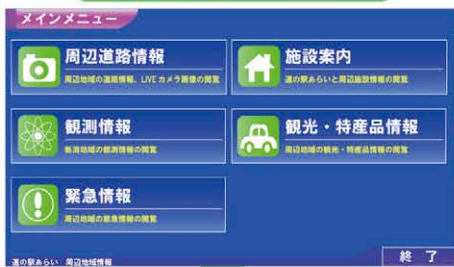 メインメニュー
周辺道路情報
周辺地域の道路情報、LIVEカメラ画像の閲覧
施設案内
道の駅あらいと周辺施設情報の閲覧
観測情報
新潟地域の観測情報の閲覧
観光・特産品情報
周辺地域の観光・特産品情報の閲覧
緊急情報
周辺地域の緊急情報の閲覧
道の駅あらい 周辺地域情報
終 了